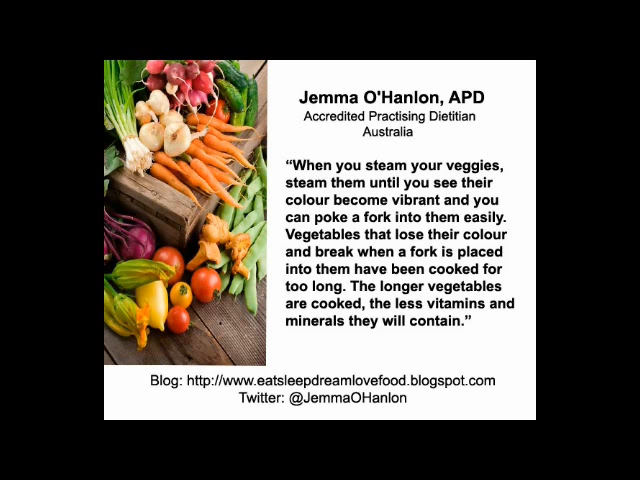 Jemma O'Hanlon, APD
Accredited Practising Dietitian
Australia
“When you steam your veggies,
steam them until you see their
colour become vibrant and you
can poke a fork into them easily.
Vegetables that lose their colour
and break when a fork is placed
into them have been cooked for
too long. The longer vegetables
are cooked, the less vitamins and
minerals they will contain.”
Blog: http://www.eatsleepdreamlovefood.blogspot.com
Twitter: @JemmaOHanlon